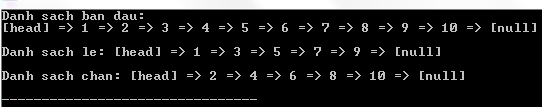 Danh sach ban dau:
[head] => 1 => 2 => 3 => 4 => 5 => 6 => 7 => 8 => 9 => 10 => [null]
Danh sach le: [head] => 1 => 3 => 5 => 7 => 9 => [null]
Danh sach chan: [head] => 2 => 4 => 6 => 8 => 10 => [null]
--------------------------------